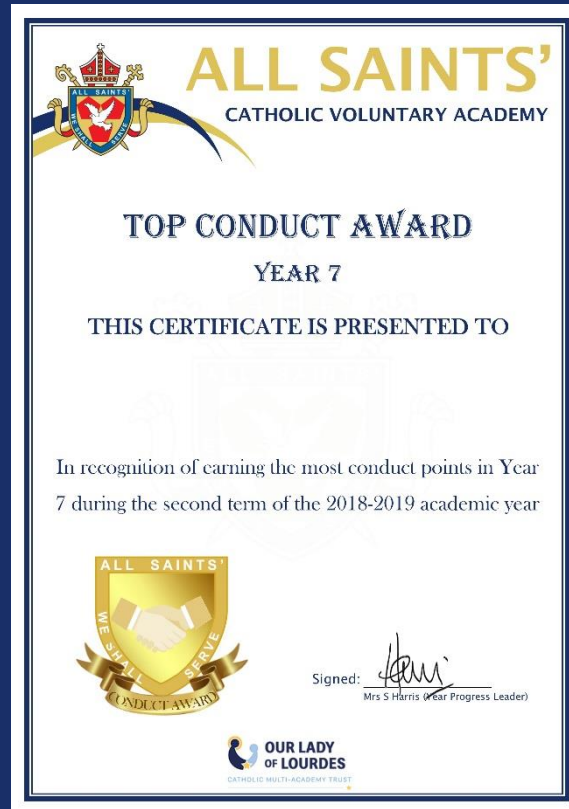 ALL SAINTS'
CATHOLIC VOLUNTARY ACADEMY
ALL SAINTS'
WE SHALL SERVE
TOP CONDUCT AWARD
YEAR 7
THIS CERTIFICATE IS PRESENTED TO
In recognition of earning the most conduct points in Year
7 during the second term of the 2018-2019 academic year
ALL SAINTS'
WE SHALL SERVE
CONDUCT AWARD
Signed:
Mrs S Harris (Year Progress Leader)
OUR LADY
OF LOURDES
CATHOLIC MULTI-ACADEMY TRUST